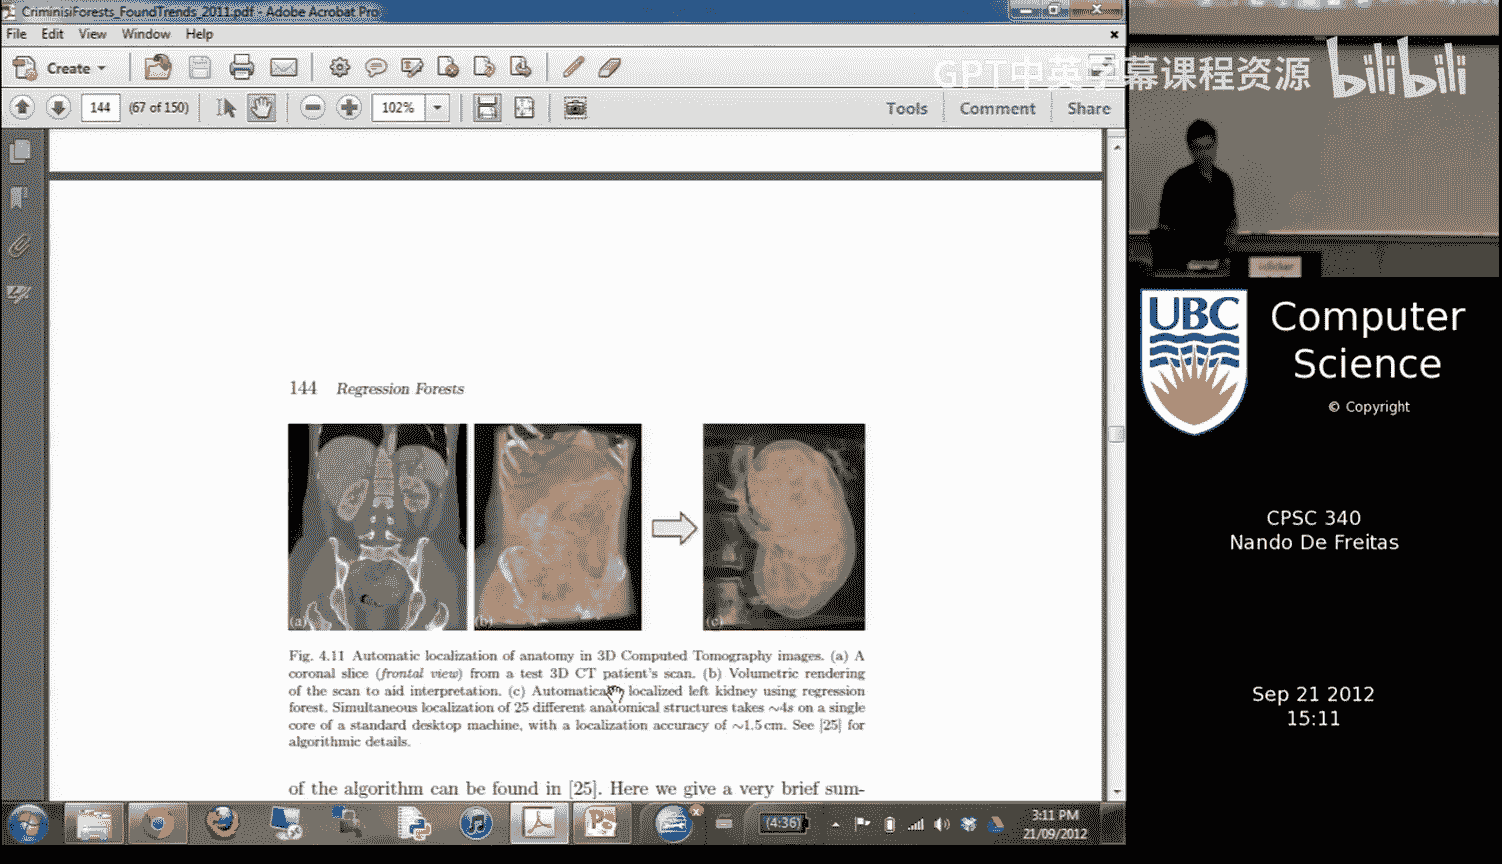 CriminisiForests_FoundTrends_2011.pdf - Adobe Acrobat Pro
File Edit View Window Help
Create
GPT中英字幕课程资源 bilibili
144 (67 of 150) 102% Tools Comment Share
144 Regression Forests
(a) (b) (c)
Fig. 4.11 Automatic localization of anatomy in 3D Computed Tomography images. (a) A
coronal slice (frontal view) from a test 3D CT patient's scan. (b) Volumetric rendering
of the scan to aid interpretation. (c) localized left kidney using regression
forest. Simultaneous localization of 25 different anatomical structures takes ~4s on a single
core of a standard desktop machine, with a localization accuracy of ~1.5 cm. See [25] for
algorithmic details.
of the algorithm can be found in [25]. Here we give a very brief sum-
UBC
Computer
Science
© Copyright
CPSC 340
Nando De Freitas
Sep 21 2012
15:11
(4:36)
3:11 PM
21/09/2012